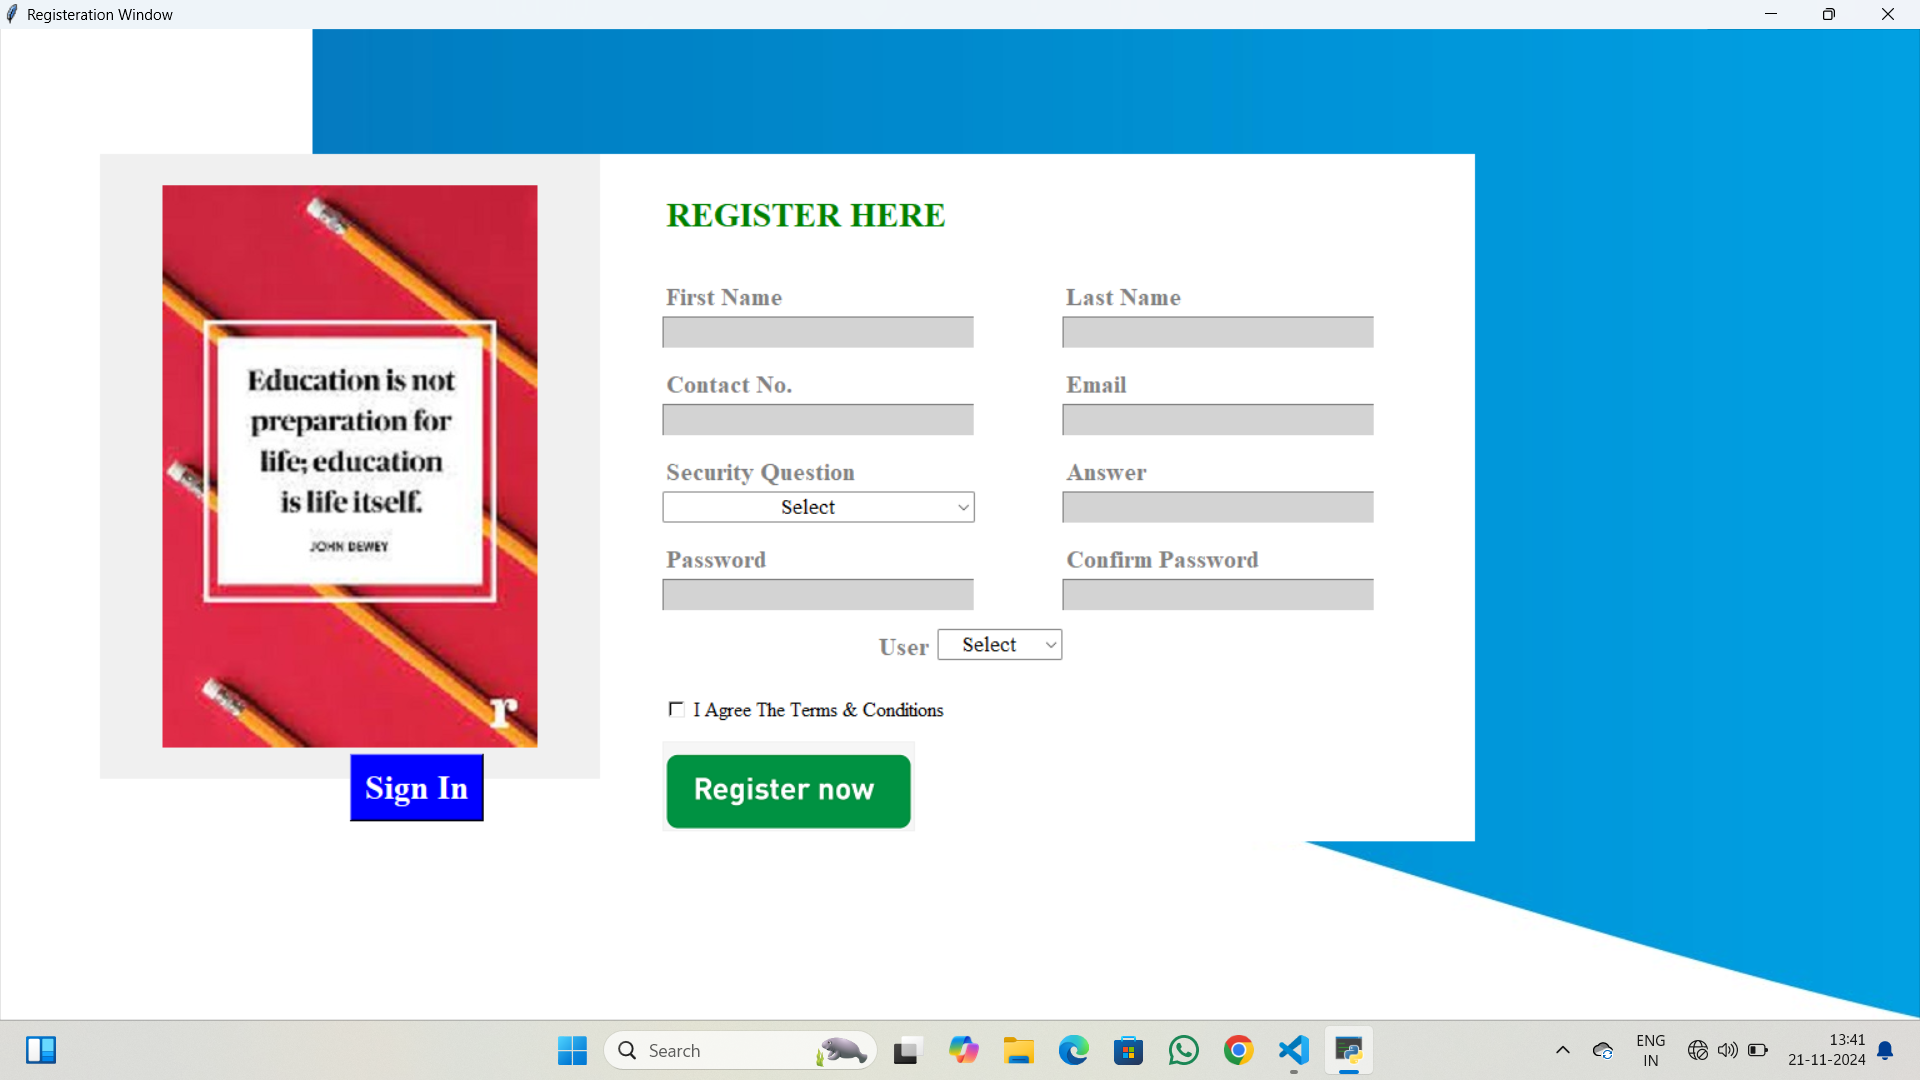 Registeration Window
Education is not
preparation for
life; education
is life itself.
JOHN DEWEY
r
Sign In
REGISTER HERE
First Name
Last Name
Contact No.
Email
Security Question
Answer
Select
Password
Confirm Password
User Select
I Agree The Terms & Conditions
Register now
Search
ENG
IN
13:41
21-11-2024